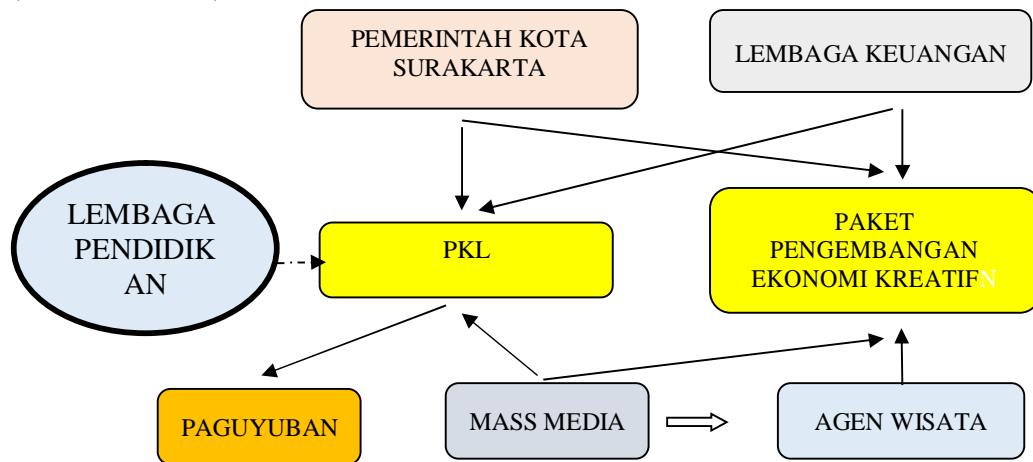 PEMERINTAH KOTA
SURAKARTA
LEMBAGA KEUANGAN
LEMBAGA
PENDIDIK
AN
PKL
PAKET
PENGEMBANGAN
EKONOMI KREATIFN
PAGUYUBAN
MASS MEDIA
AGEN WISATA